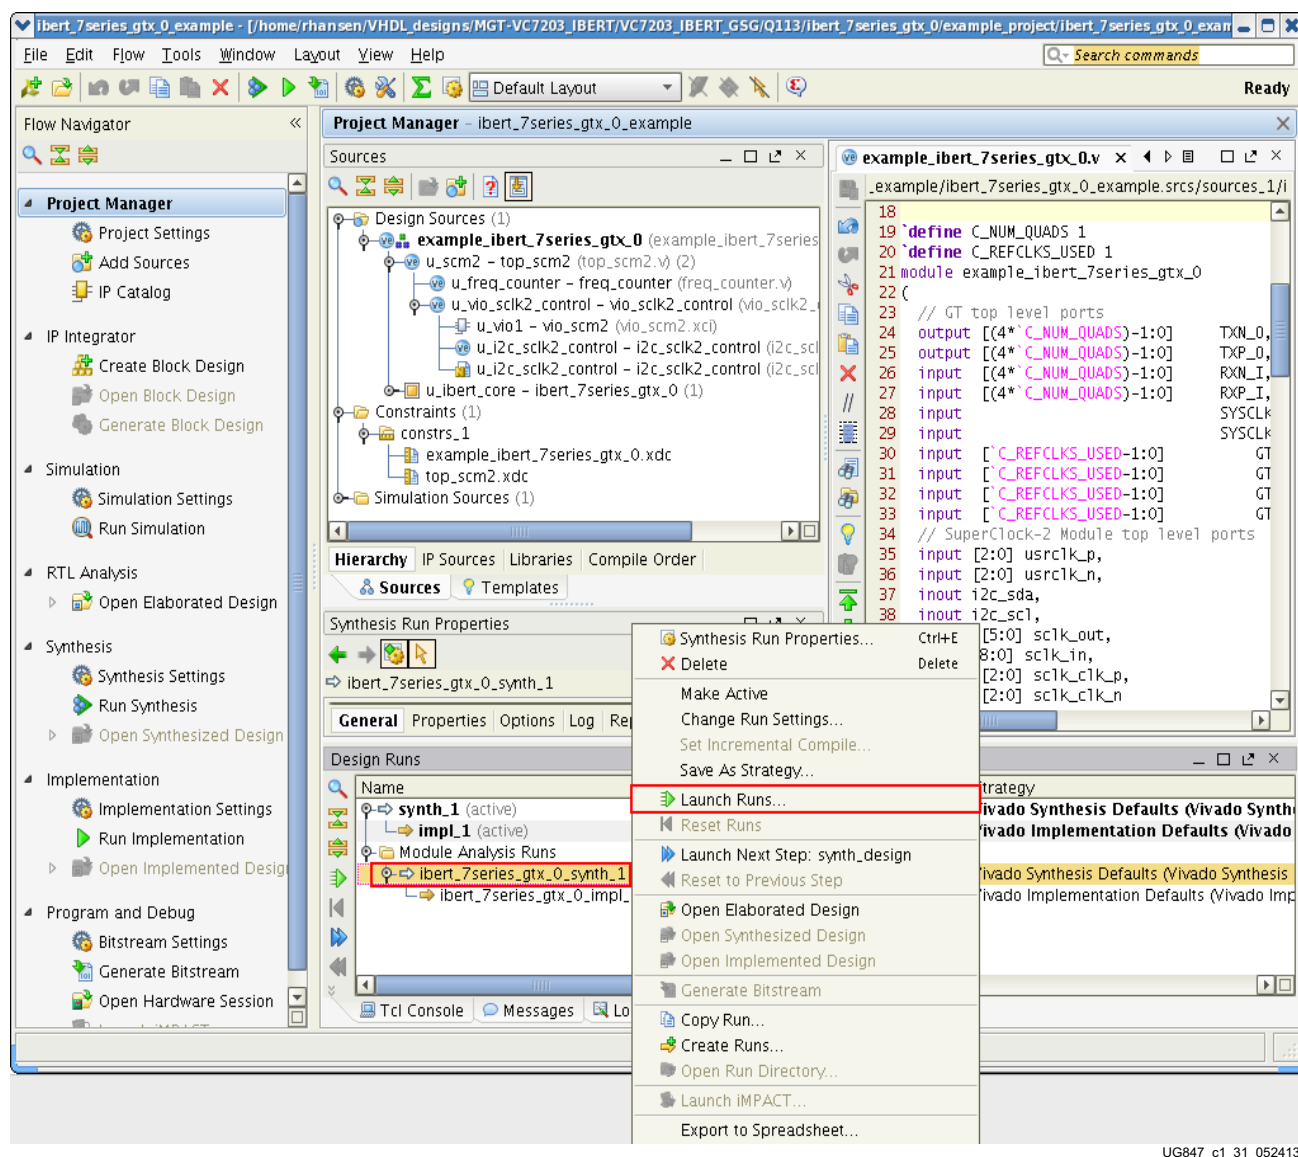 ibert_7series_gtx_0_example - [/home/rhansen/VHDL_designs/MGT-VC7203_IBERT/VC7203_IBERT_GSG/Q113/ibert_7series_gtx_0/example_project/ibert_7series_gtx_0_exam
File Edit Flow Tools Window Layout View Help
Search commands
Default Layout
Ready
Flow Navigator
Project Manager
Project Settings
Add Sources
IP Catalog
IP Integrator
Create Block Design
Open Block Design
Generate Block Design
Simulation
Simulation Settings
Run Simulation
RTL Analysis
Open Elaborated Design
Synthesis
Synthesis Settings
Run Synthesis
Open Synthesized Design
Implementation
Implementation Settings
Run Implementation
Open Implemented Desig
Program and Debug
Bitstream Settings
Generate Bitstream
Open Hardware Session
Project Manager - ibert_7series_gtx_0_example
Sources
Design Sources (1)
example_ibert_7series_gtx_0 (example_ibert_7series
u_scm2 - top_scm2 (top_scm2.v) (2)
u_freq_counter - freq_counter (freq_counter.v)
u_vio_sclk2_control - vio_sclk2_control (vio_sclk2_
u_vio1 - vio_scm2 (vio_scm2.xci)
u_i2c_sclk2_control - i2c_sclk2_control (i2c_scl
u_i2c_sclk2_control - i2c_sclk2_control (i2c_scl
u_ibert_core - ibert_7series_gtx_0 (1)
Constraints (1)
constrs_1
example_ibert_7series_gtx_0.xdc
top_scm2.xdc
Simulation Sources (1)
Hierarchy IP Sources Libraries Compile Order
Sources Templates
Synthesis Run Properties
ibert_7series_gtx_0_synth_1
General Properties Options Log Rep
example_ibert_7series_gtx_0.v
_example/ibert_7series_gtx_0_example.srcs/sources_1/i
18
19 `define C_NUM_QUADS 1
20 `define C_REFCLKS_USED 1
21 module example_ibert_7series_gtx_0
22 (
23 // GT top level ports
24 output [(4*`C_NUM_QUADS)-1:0] TXN_O,
25 output [(4*`C_NUM_QUADS)-1:0] TXP_O,
26 input [(4*`C_NUM_QUADS)-1:0] RXN_I,
27 input [(4*`C_NUM_QUADS)-1:0] RXP_I,
28 input SYSCLK
29 input SYSCLK
30 input [`C_REFCLKS_USED-1:0] GT
31 input [`C_REFCLKS_USED-1:0] GT
32 input [`C_REFCLKS_USED-1:0] GT
33 input [`C_REFCLKS_USED-1:0] GT
34 // SuperClock-2 Module top level ports
35 input [2:0] usrclk_p,
36 input [2:0] usrclk_n,
37 inout i2c_sda,
38 inout i2c_scl,
[5:0] sclk_out,
8:0] sclk_in,
[2:0] sclk_clk_p,
[2:0] sclk_clk_n
Design Runs
Name
synth_1 (active)
impl_1 (active)
Module Analysis Runs
ibert_7series_gtx_0_synth_1
ibert_7series_gtx_0_impl_
trategy
ivado Synthesis Defaults (Vivado Synth
ivado Implementation Defaults (Vivado
ivado Synthesis Defaults (Vivado Synthesis
ivado Implementation Defaults (Vivado Imp
Tcl Console Messages Lo
Synthesis Run Properties... Ctrl+E
Delete Delete
Make Active
Change Run Settings...
Set Incremental Compile...
Save As Strategy...
Launch Runs...
Reset Runs
Launch Next Step: synth_design
Reset to Previous Step
Open Elaborated Design
Open Synthesized Design
Open Implemented Design
Generate Bitstream
Copy Run...
Create Runs...
Open Run Directory...
Launch iMPACT...
Export to Spreadsheet...
UG847_c1_31_052413